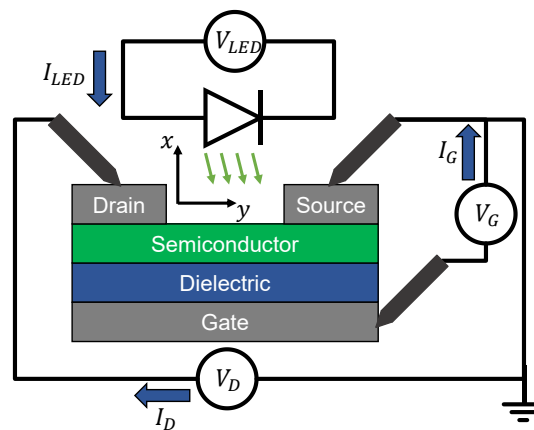 V_LED
I_LED
x
I_G
Drain
y
Source
V_G
Semiconductor
Dielectric
Gate
V_D
I_D